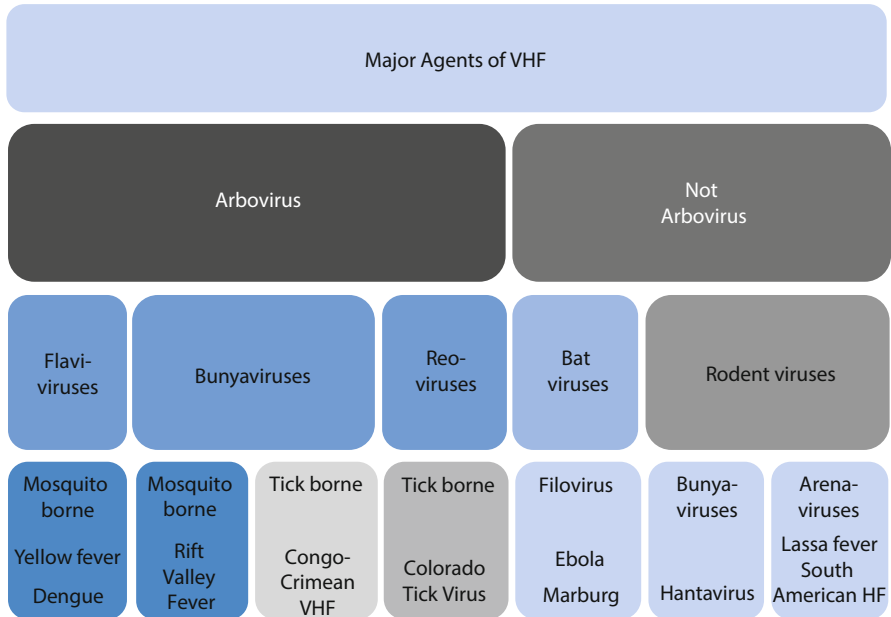 Major Agents of VHF
Arbovirus
Not
Arbovirus
Flavi-
viruses
Bunyaviruses
Reo-
viruses
Bat
viruses
Rodent viruses
Mosquito
borne
Yellow fever
Dengue
Mosquito
borne
Rift
Valley
Fever
Tick borne
Congo-
Crimean
VHF
Tick borne
Colorado
Tick Virus
Filovirus
Ebola
Marburg
Bunya-
viruses
Hantavirus
Arena-
viruses
Lassa fever
South
American HF